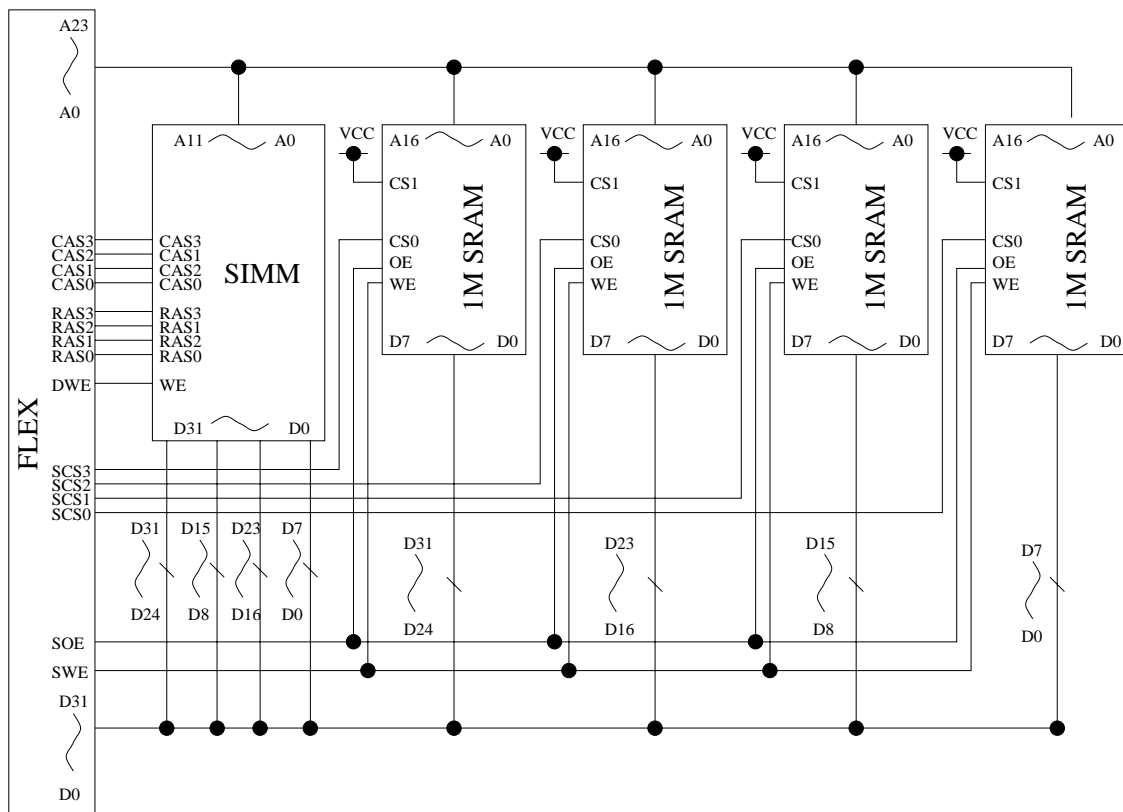 A23
A0
A11 A0
A16 A0
A16 A0
A16 A0
A16 A0
VCC
VCC
VCC
VCC
CS1
CS1
CS1
CS1
CAS3 CAS3
CAS2 CAS1
CAS1 CAS2
CAS0 CAS0
SIMM
CS0
OE
WE
1M SRAM
CS0
OE
WE
1M SRAM
CS0
OE
WE
1M SRAM
CS0
OE
WE
1M SRAM
RAS3 RAS3
RAS2 RAS1
RAS1 RAS2
RAS0 RAS0
D7 D0
D7 D0
D7 D0
D7 D0
DWE WE
D31 D0
FLEX
SCS3
SCS2
SCS1
SCS0
D31
D24
D15
D8
D23
D16
D7
D0
D31
D24
D23
D16
D15
D8
D7
D0
SOE
SWE
D31
D0